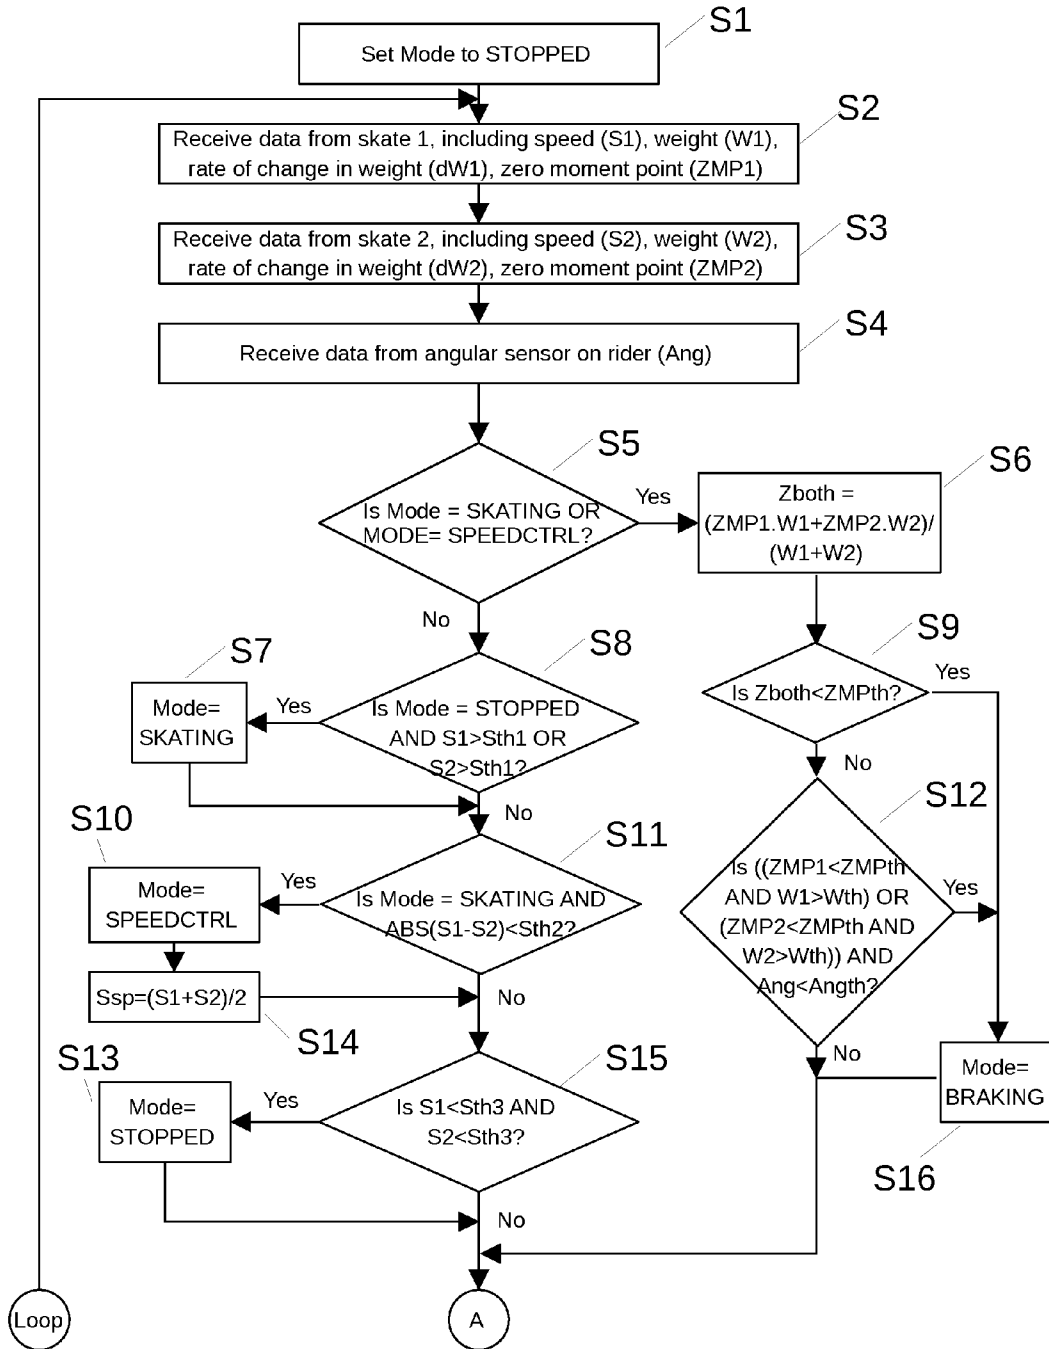 S1
Set Mode to STOPPED
S2
Receive data from skate 1, including speed (S1), weight (W1),
rate of change in weight (dW1), zero moment point (ZMP1)
S3
Receive data from skate 2, including speed (S2), weight (W2),
rate of change in weight (dW2), zero moment point (ZMP2)
S4
Receive data from angular sensor on rider (Ang)
S5
Is Mode = SKATING OR
MODE= SPEEDCTRL?
Yes
No
S6
Zboth =
(ZMP1.W1+ZMP2.W2)/
(W1+W2)
S7
Mode=
SKATING
S8
Is Mode = STOPPED
AND S1>Sth1 OR
S2>Sth1?
Yes
No
S9
Is Zboth<ZMPth?
Yes
No
S10
Mode=
SPEEDCTRL
S11
Is Mode = SKATING AND
ABS(S1-S2)<Sth2?
Yes
No
S12
Is ((ZMP1<ZMPth
AND W1>Wth) OR
(ZMP2<ZMPth AND
W2>Wth)) AND
Ang<Angth?
Yes
No
Ssp=(S1+S2)/2
S14
S13
Mode=
STOPPED
S15
Is S1<Sth3 AND
S2<Sth3?
Yes
No
Mode=
BRAKING
S16
Loop
A